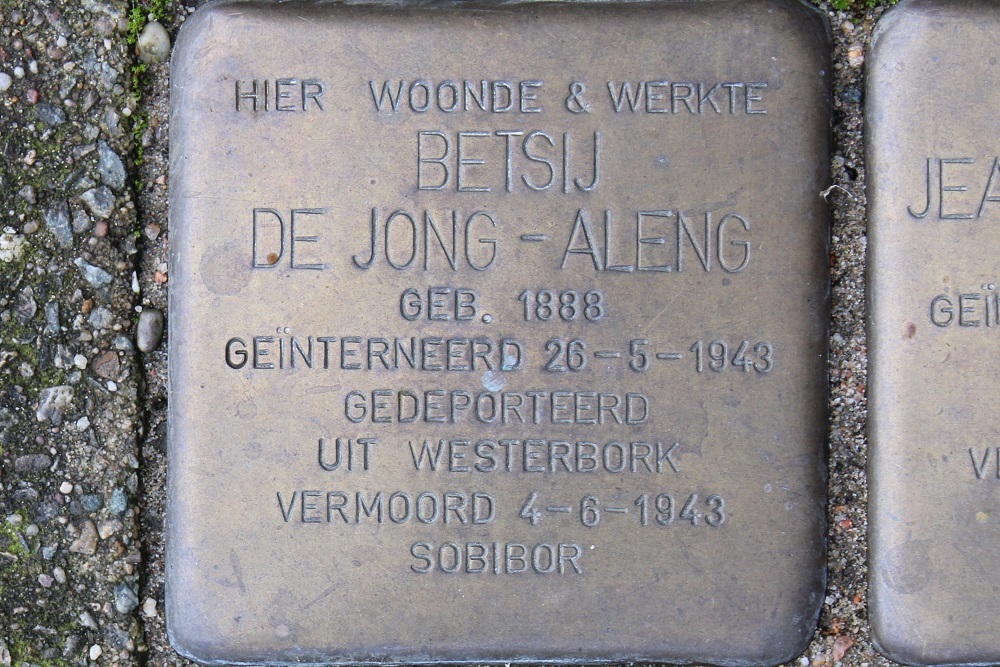 HIER WOONDE & WERKTE
BETSIJ
DE JONG - ALENG
GEB. 1888
GEÏNTERNEERD 26-5-1943
GEDEPORTEERD
UIT WESTERBORK
VERMOORD 4-6-1943
SOBIBOR